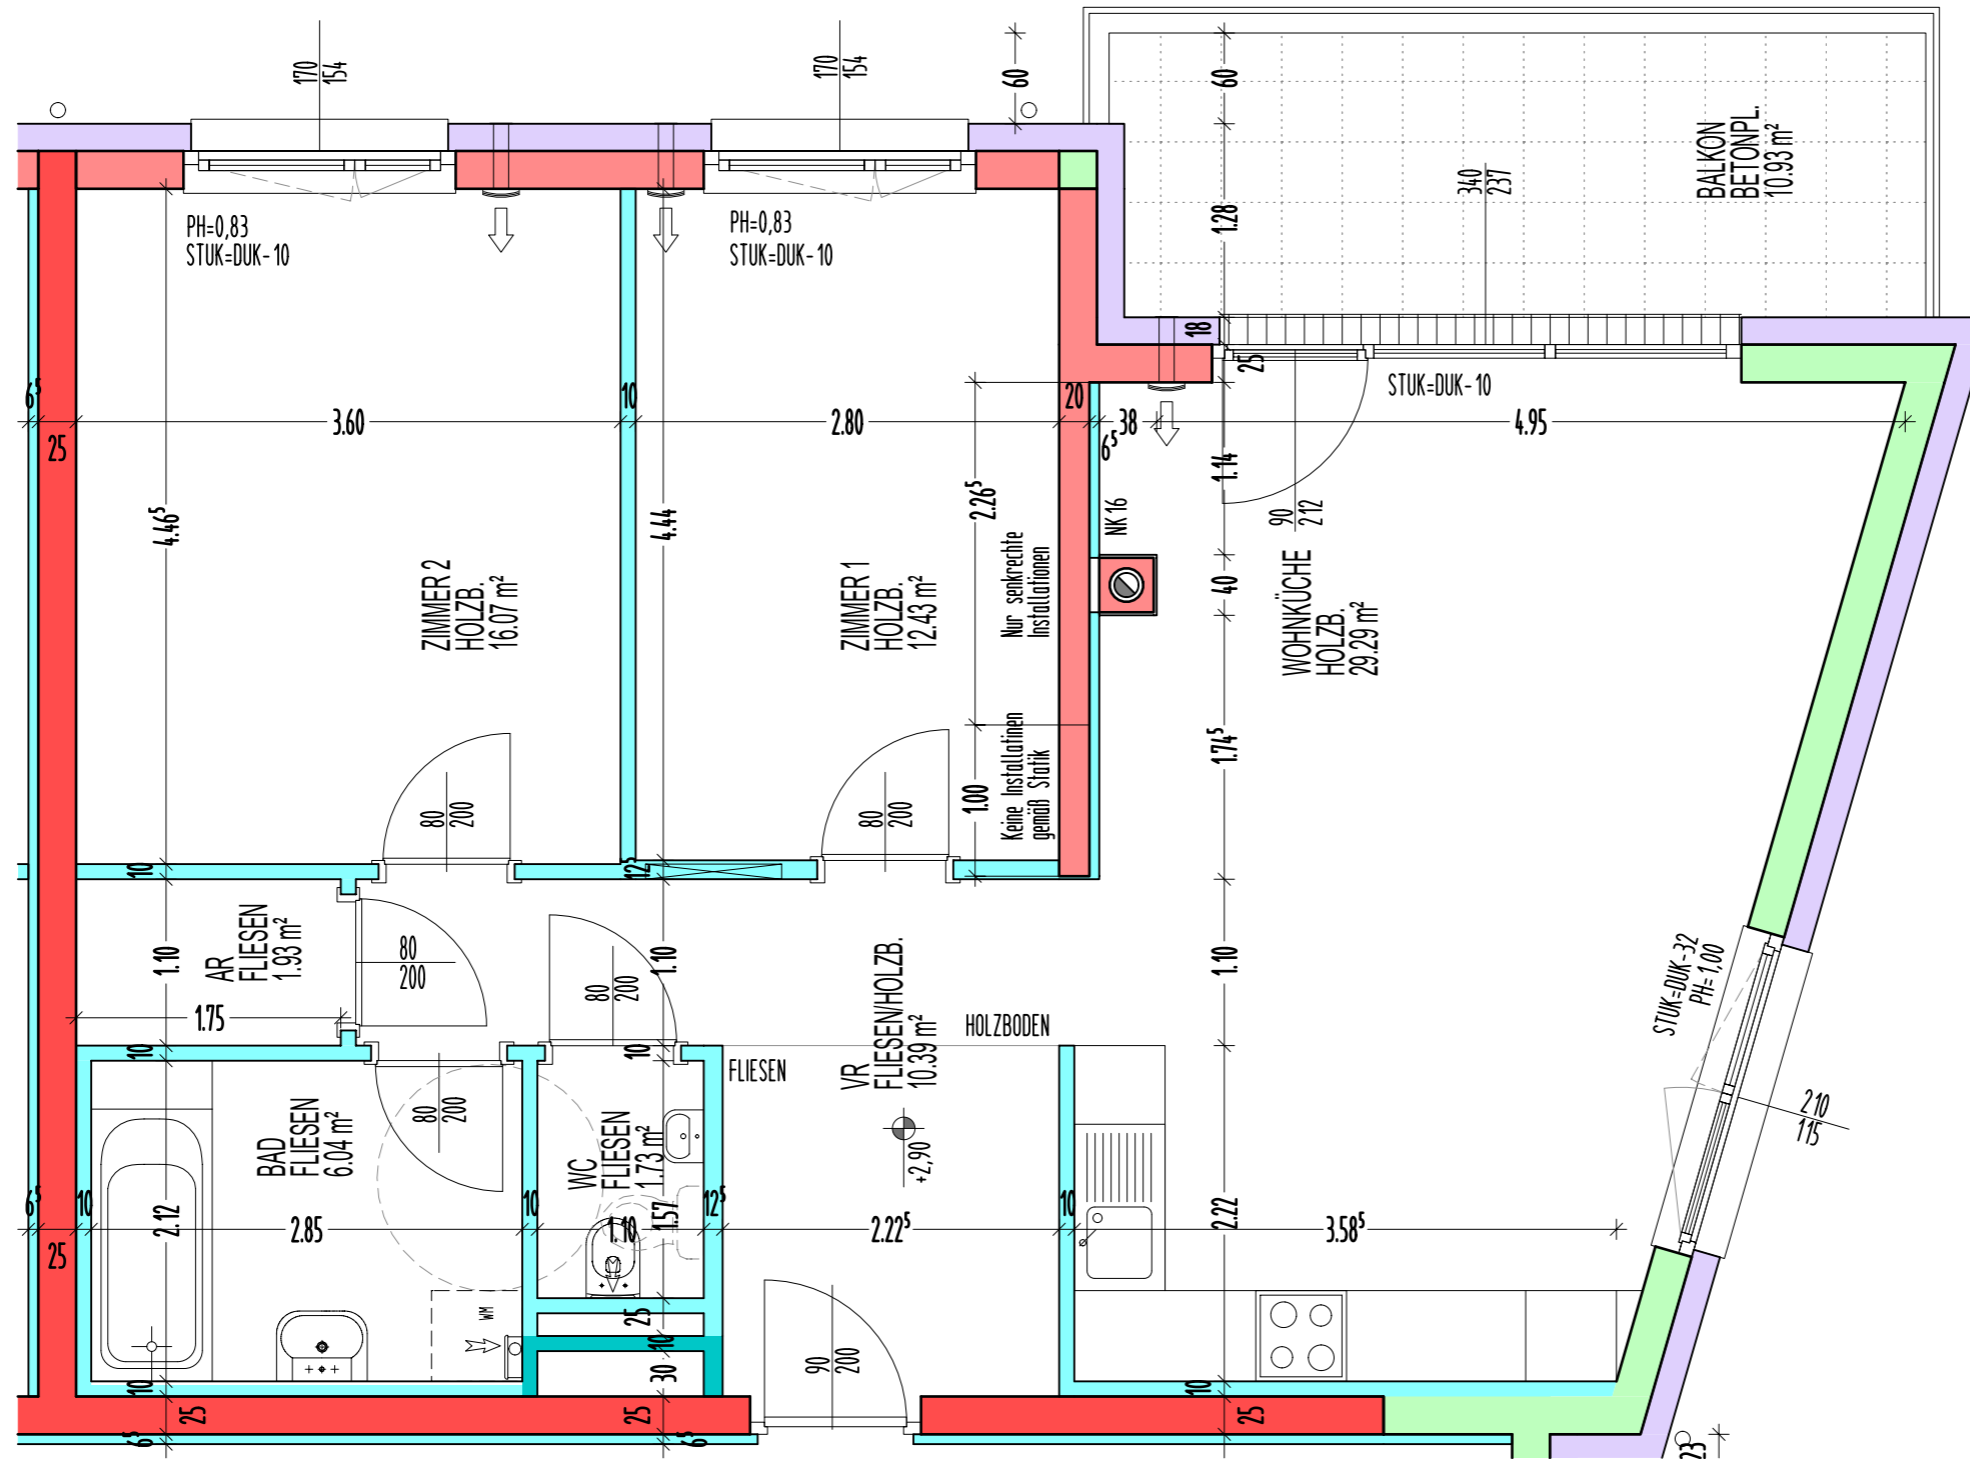 170
154
170
154
60
60
BALKON
BETONPL.
10.93 m²
340
237
1.28
PH=0,83
STUK=DUK-10
PH=0,83
STUK=DUK-10
18
25
STUK=DUK-10
6⁵
25
3.60
10
2.80
20
6⁵
38
4.95
4.46⁵
4.44
2.26⁵
1.14
NK 16
90
212
ZIMMER 2
HOLZB.
16.07 m²
ZIMMER 1
HOLZB.
12.43 m²
Nur senkrechte
Installationen
40
WOHNKÜCHE
HOLZB.
29.29 m²
1.00
Keine Installatinen
gemäß Statik
1.74⁵
80
200
80
200
10
12⁵
AR
FLIESEN
1.93 m²
1.10
1.75
80
200
80
200
1.10
VR
FLIESEN/HOLZB.
10.39 m²
HOLZBODEN
FLIESEN
1.10
STUK=DUK-32
PH= 1,00
210
115
10
10
BAD
FLIESEN
6.04 m²
80
200
WC
FLIESEN
1.73 m²
+2,90
6⁵
25
10
2.12
2.85
10
1.10
1.57
12⁵
2.22⁵
10
2.22
3.58⁵
WM
25
10
30
90
200
10
25
6⁵
25
6⁵
10
25
23